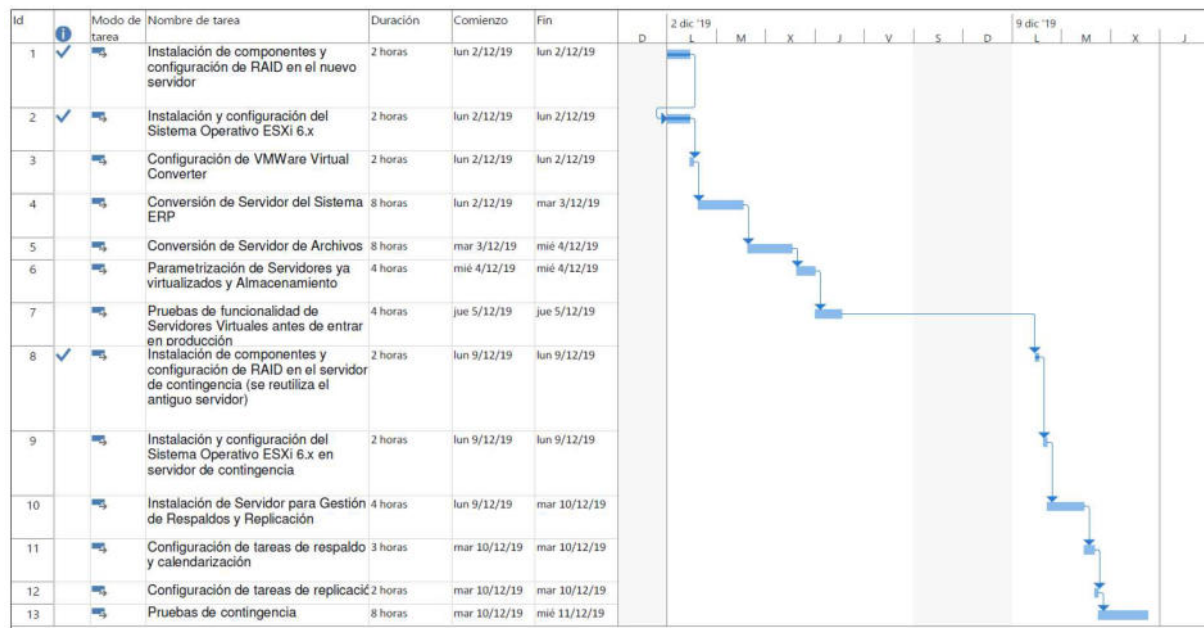 Id Modo de tarea Nombre de tarea Duración Comienzo Fin
2 dic '19 9 dic '19
D L M X J V S D L M X J
1 Instalación de componentes y 2 horas lun 2/12/19 lun 2/12/19
configuración de RAID en el nuevo
servidor
2 Instalación y configuración del 2 horas lun 2/12/19 lun 2/12/19
Sistema Operativo ESXi 6.x
3 Configuración de VMWare Virtual 2 horas lun 2/12/19 lun 2/12/19
Converter
4 Conversión de Servidor del Sistema 8 horas lun 2/12/19 mar 3/12/19
ERP
5 Conversión de Servidor de Archivos 8 horas mar 3/12/19 mié 4/12/19
6 Parametrización de Servidores ya 4 horas mié 4/12/19 mié 4/12/19
virtualizados y Almacenamiento
7 Pruebas de funcionalidad de 4 horas jue 5/12/19 jue 5/12/19
Servidores Virtuales antes de entrar
en producción
8 Instalación de componentes y 2 horas lun 9/12/19 lun 9/12/19
configuración de RAID en el servidor
de contingencia (se reutiliza el
antiguo servidor)
9 Instalación y configuración del 2 horas lun 9/12/19 lun 9/12/19
Sistema Operativo ESXi 6.x en
servidor de contingencia
10 Instalación de Servidor para Gestión 4 horas lun 9/12/19 mar 10/12/19
de Respaldos y Replicación
11 Configuración de tareas de respaldo 3 horas mar 10/12/19 mar 10/12/19
y calendarización
12 Configuración de tareas de replicació 2 horas mar 10/12/19 mar 10/12/19
13 Pruebas de contingencia 8 horas mar 10/12/19 mié 11/12/19